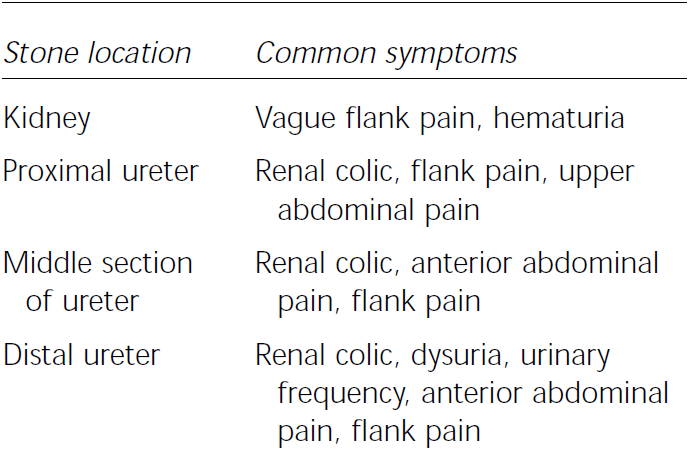 Stone location Common symptoms
Kidney Vague flank pain, hematuria
Proximal ureter Renal colic, flank pain, upper
abdominal pain
Middle section Renal colic, anterior abdominal
of ureter pain, flank pain
Distal ureter Renal colic, dysuria, urinary
frequency, anterior abdominal
pain, flank pain